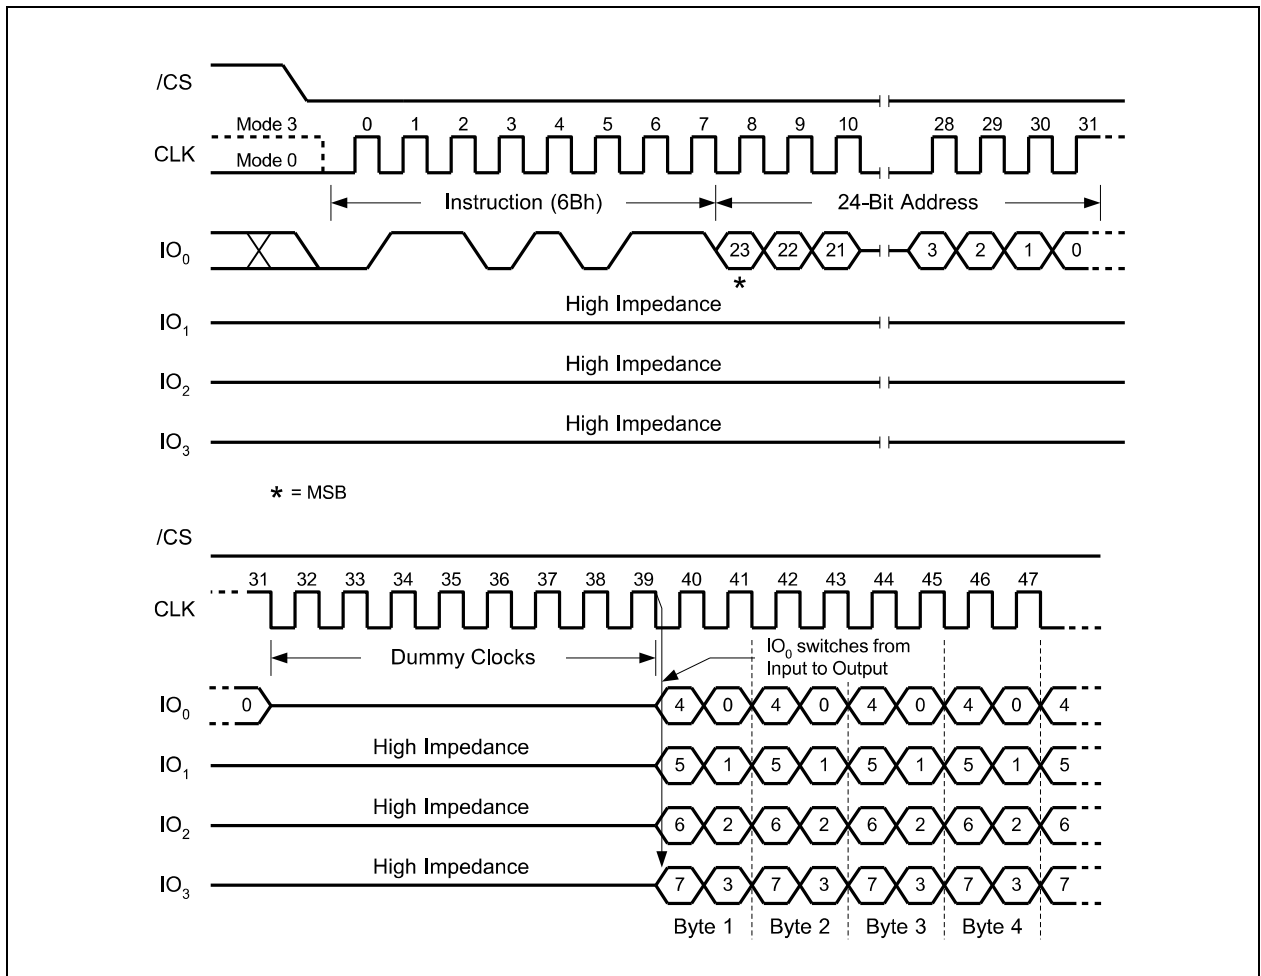 /CS
Mode 3 0 1 2 3 4 5 6 7 8 9 10 28 29 30 31
CLK
Mode 0
Instruction (6Bh) 24-Bit Address
IO0 23 22 21 3 2 1 0
*
High Impedance
IO1
High Impedance
IO2
High Impedance
IO3
* = MSB
/CS
31 32 33 34 35 36 37 38 39 40 41 42 43 44 45 46 47
CLK
Dummy Clocks
IO0 switches from
Input to Output
IO0 0 4 0 4 0 4 0 4 0 4
High Impedance
IO1 5 1 5 1 5 1 5 1 5
High Impedance
IO2 6 2 6 2 6 2 6 2 6
High Impedance
IO3 7 3 7 3 7 3 7 3 7
Byte 1 Byte 2 Byte 3 Byte 4